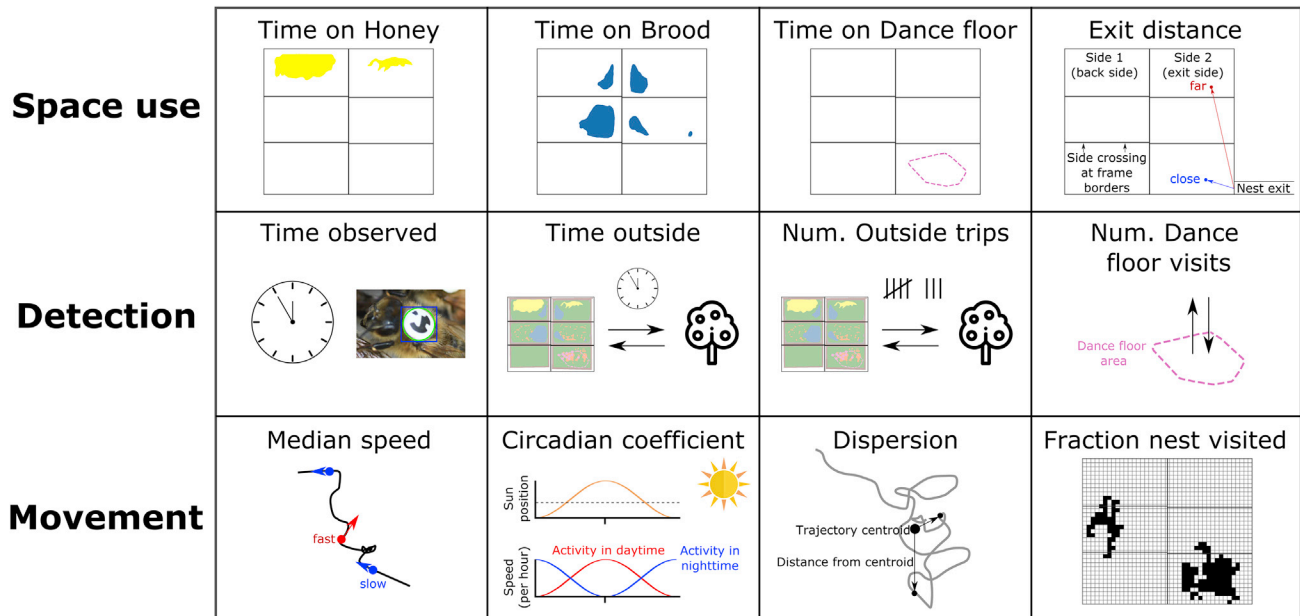 Space use
Time on Honey
Time on Brood
Time on Dance floor
Exit distance
Side 1
(back side)
Side 2
(exit side)
far
Side crossing
at frame
borders
close
Nest exit
Detection
Time observed
Time outside
Num. Outside trips
Num. Dance
floor visits
Dance floor
area
Movement
Median speed
fast
slow
Circadian coefficient
Sun
position
Speed
(per hour)
Activity in daytime
Activity in
nighttime
Dispersion
Trajectory centroid
Distance from centroid
Fraction nest visited